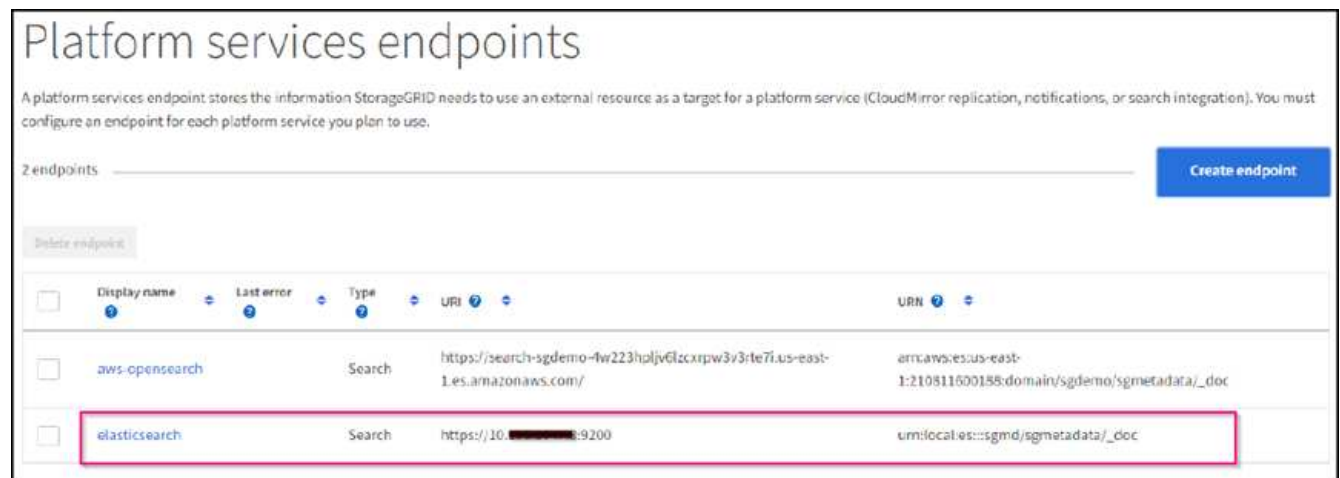 Platform services endpoints
A platform services endpoint stores the information StorageGRID needs to use an external resource as a target for a platform service (CloudMirror replication, notifications, or search integration). You must
configure an endpoint for each platform service you plan to use.
2 endpoints
Create endpoint
Delete endpoint
Display name Last error Type URI URN
aws-opensearch Search https://search-sgdemo-4w223hpljv6lzcxrpw3v3rte7i.us-east- arn:aws:es:us-east-
1.es.amazonaws.com/ 1:210811600188:domain/sgdemo/sgmetadata/_doc
elasticsearch Search https://10. :9200 urn:local:es:::sgmd/sgmetadata/_doc